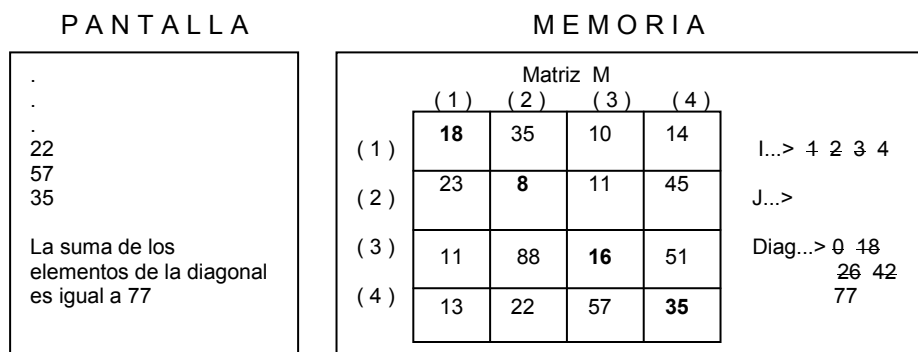 P A N T A L L A
M E M O R I A
.
.
.
22
57
35
La suma de los
elementos de la diagonal
es igual a 77
Matriz M
( 1 ) ( 2 ) ( 3 ) ( 4 )
( 1 ) 18 35 10 14
( 2 ) 23 8 11 45
( 3 ) 11 88 16 51
( 4 ) 13 22 57 35
I...> 1 2 3 4
J...>
Diag...> 0 18
26 42
77